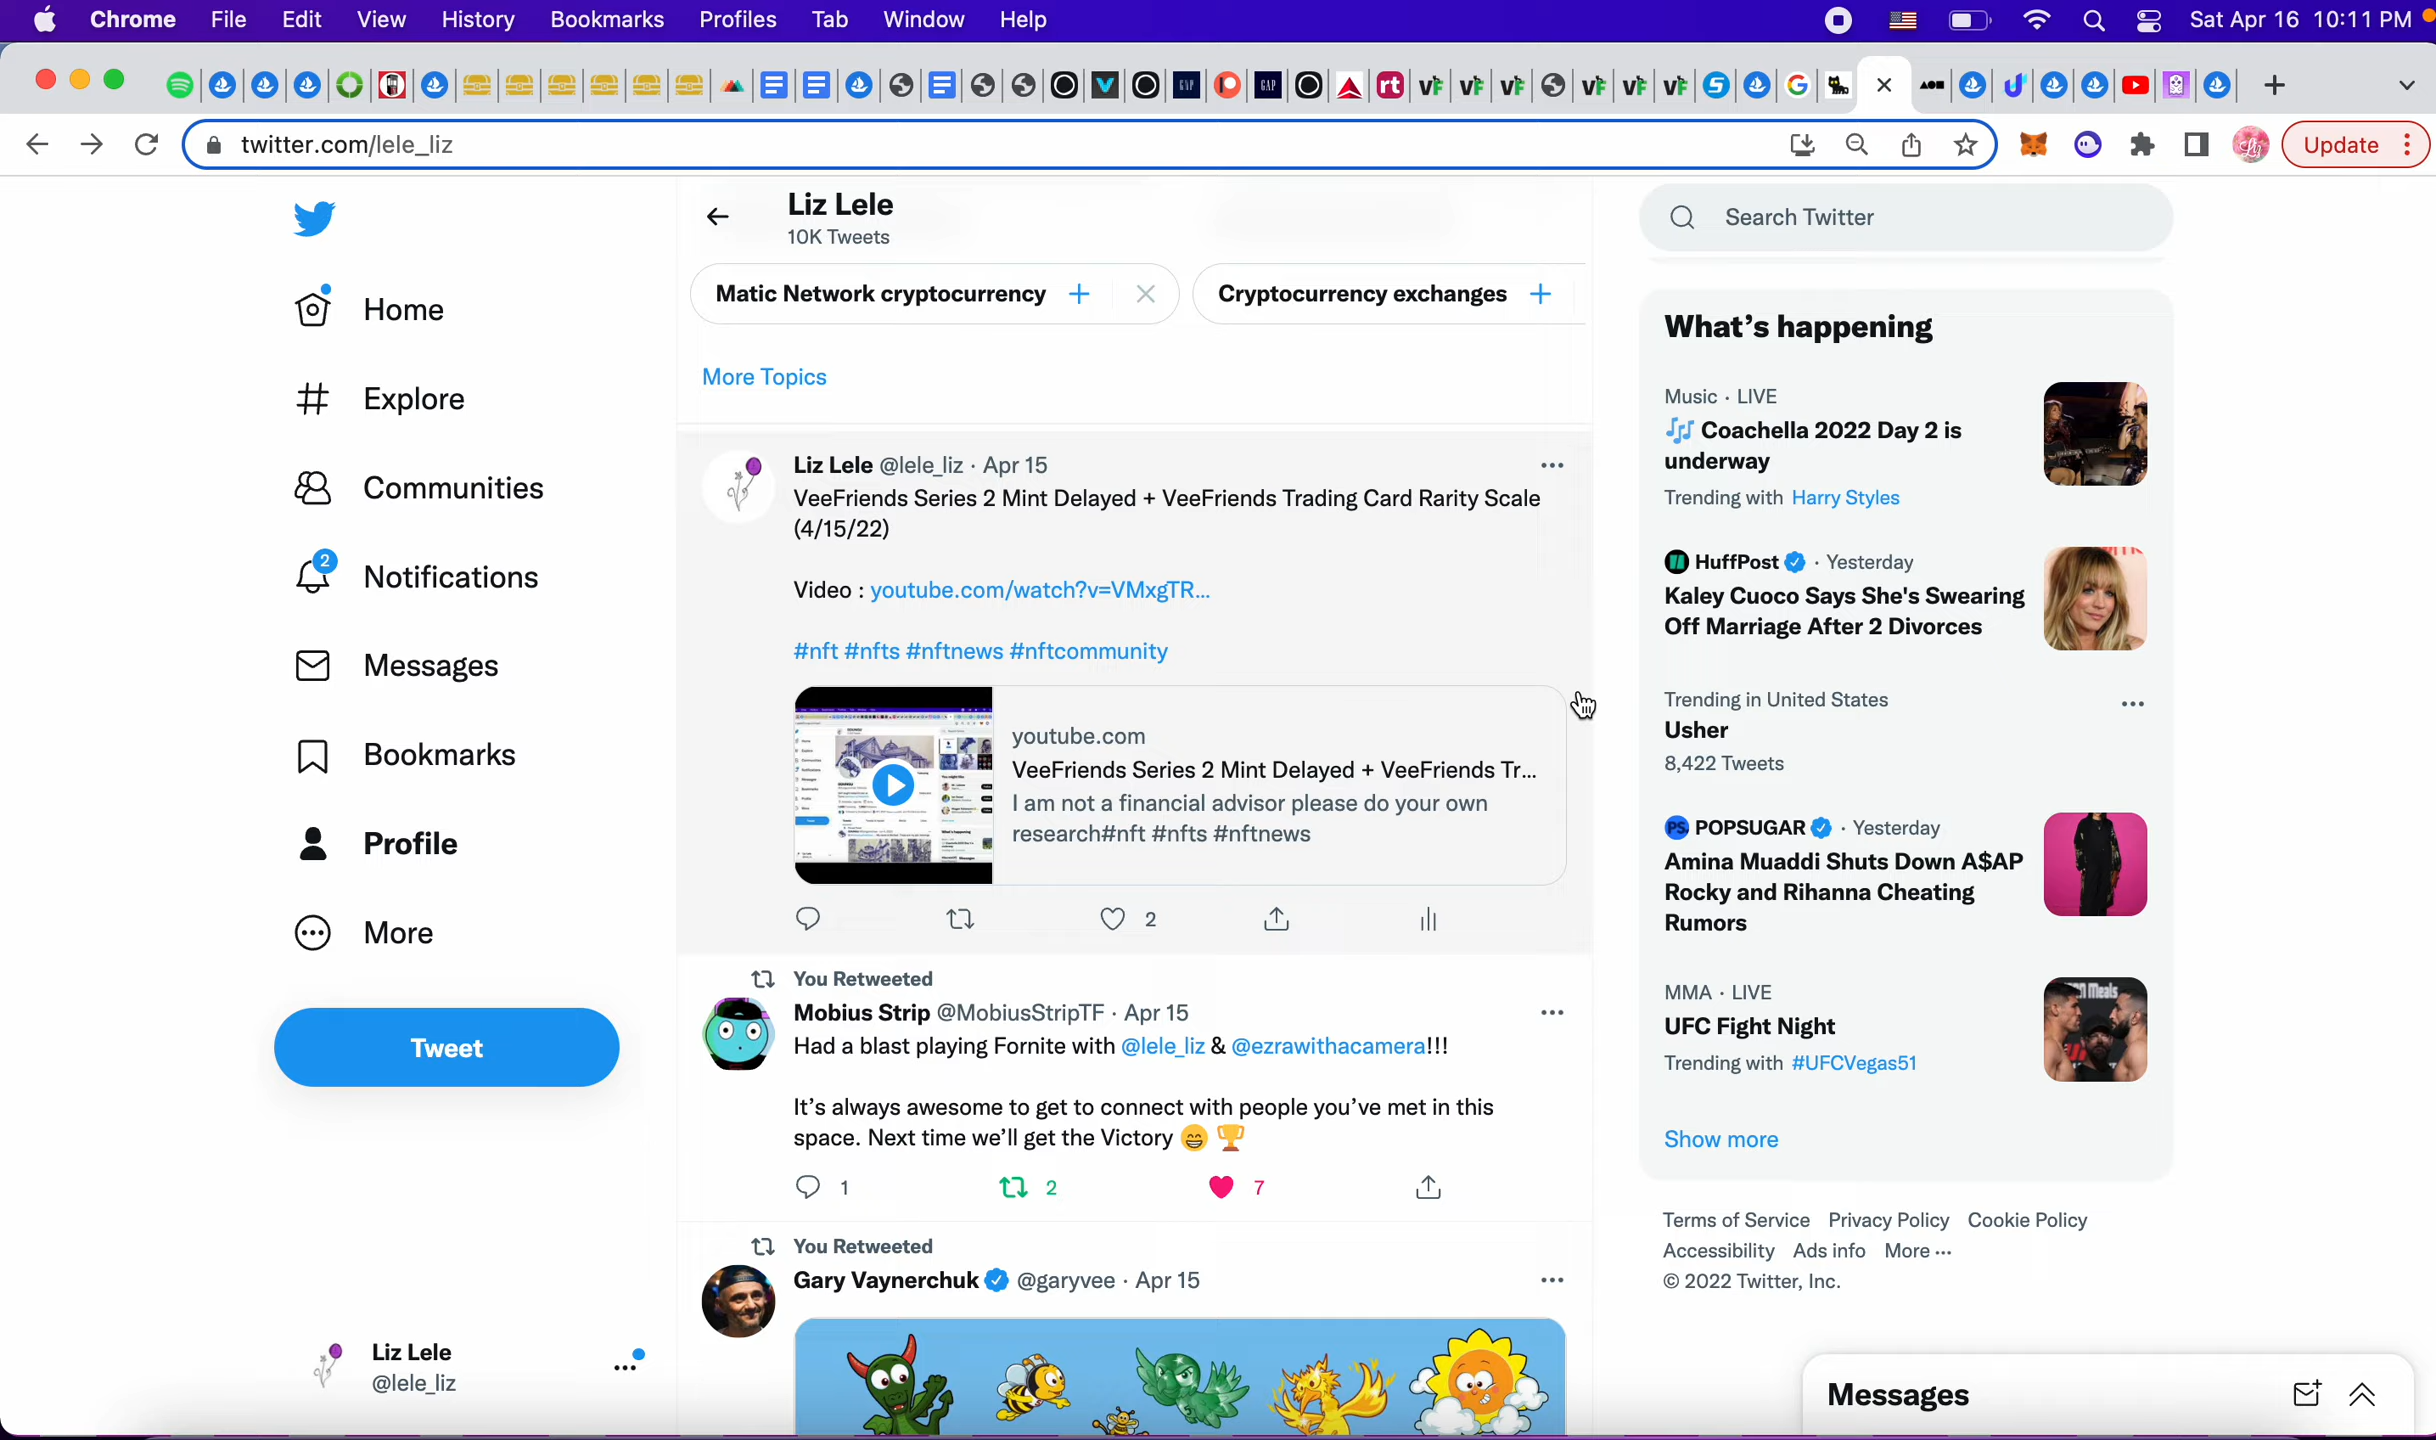 Chrome File Edit View History Bookmarks Profiles Tab Window Help Sat Apr 16 10:11 PM
twitter.com/lele_liz Update
Home
Explore
Communities
2
Notifications
Messages
Bookmarks
Profile
More
Tweet
Liz Lele
@lele_liz
Liz Lele
10K Tweets
Matic Network cryptocurrency Cryptocurrency exchanges
More Topics
Liz Lele @lele_liz · Apr 15
VeeFriends Series 2 Mint Delayed + VeeFriends Trading Card Rarity Scale
(4/15/22)
Video : youtube.com/watch?v=VMxgTR...
#nft #nfts #nftnews #nftcommunity
youtube.com
VeeFriends Series 2 Mint Delayed + VeeFriends Tr...
I am not a financial advisor please do your own
research#nft #nfts #nftnews
2
You Retweeted
Mobius Strip @MobiusStripTF · Apr 15
Had a blast playing Fornite with @lele_liz & @ezrawithacamera!!!
It's always awesome to get to connect with people you've met in this
space. Next time we'll get the Victory 😁 🏆
1 2 7
You Retweeted
Gary Vaynerchuk @garyvee · Apr 15
Search Twitter
What's happening
Music · LIVE
🎶 Coachella 2022 Day 2 is
underway
Trending with Harry Styles
HuffPost · Yesterday
Kaley Cuoco Says She's Swearing
Off Marriage After 2 Divorces
Trending in United States
Usher
8,422 Tweets
PS. POPSUGAR · Yesterday
Amina Muaddi Shuts Down A$AP
Rocky and Rihanna Cheating
Rumors
MMA · LIVE
UFC Fight Night
Trending with #UFCVegas51
Show more
Terms of Service Privacy Policy Cookie Policy
Accessibility Ads info More ···
© 2022 Twitter, Inc.
Messages